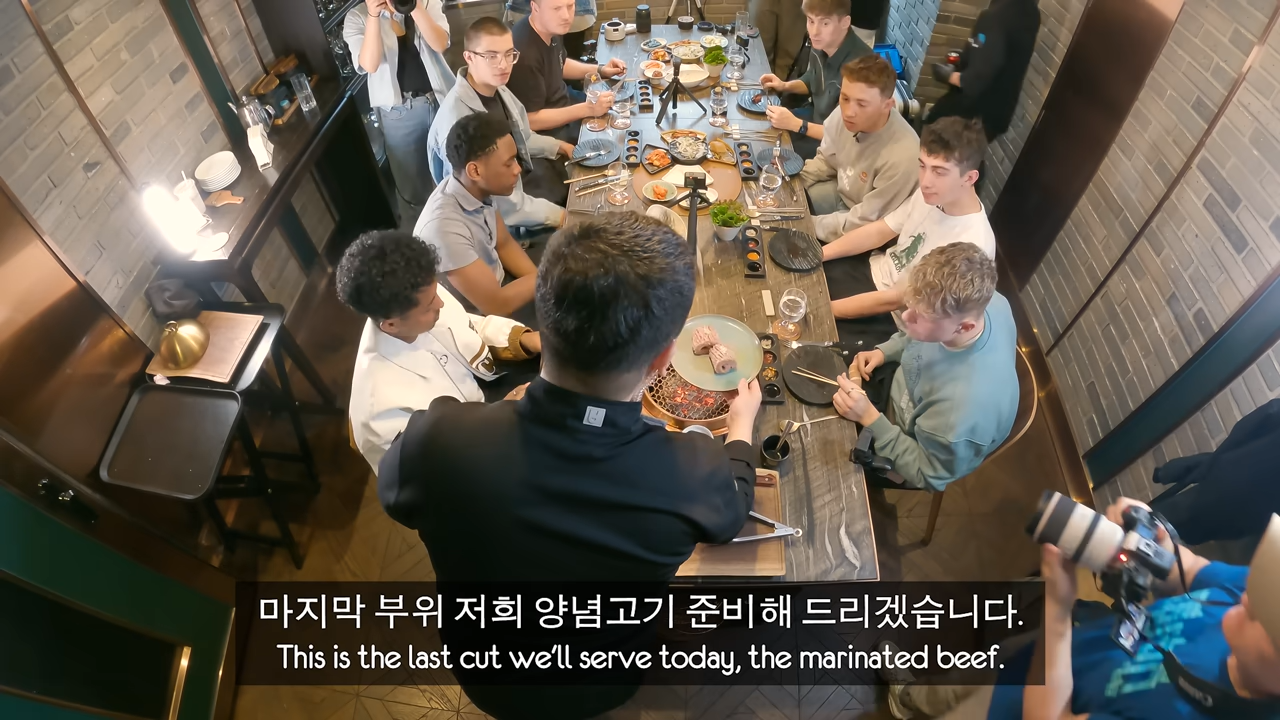 마지막 부위 저희 양념고기 준비해 드리겠습니다.
This is the last cut we'll serve today, the marinated beef.